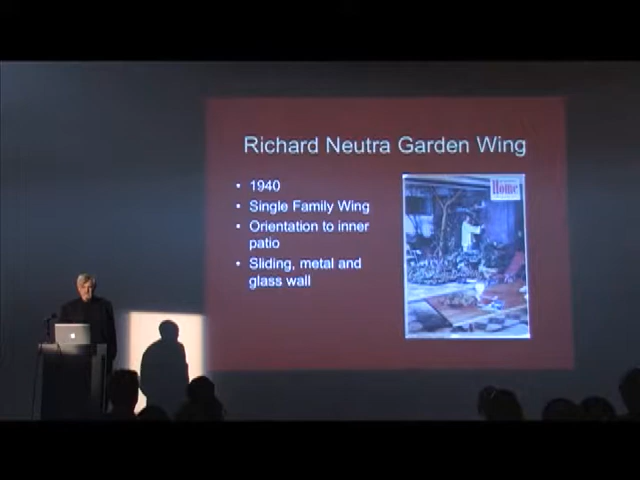 Richard Neutra Garden Wing
• 1940
• Single Family Wing
• Orientation to inner
patio
• Sliding, metal and
glass wall
Home